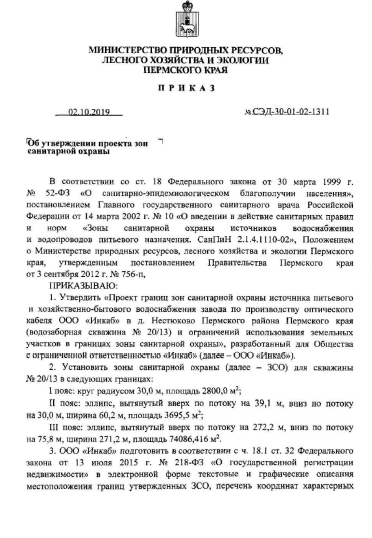 МИНИСТЕРСТВО ПРИРОДНЫХ РЕСУРСОВ,
ЛЕСНОГО ХОЗЯЙСТВА И ЭКОЛОГИИ
ПЕРМСКОГО КРАЯ
ПРИКАЗ
02.10.2019
№ СЭД-30-01-02-1311
Об утверждении проекта зон
санитарной охраны
В соответствии со ст. 18 Федерального закона от 30 марта 1999 г.
№ 52-ФЗ «О санитарно-эпидемиологическом благополучии населения»,
постановлением Главного государственного санитарного врача Российской
Федерации от 14 марта 2002 г. № 10 «О введении в действие санитарных правил
и норм «Зоны санитарной охраны источников водоснабжения
и водопроводов питьевого назначения. СанПиН 2.1.4.1110-02», Положением
о Министерстве природных ресурсов, лесного хозяйства и экологии Пермского
края, утвержденным постановлением Правительства Пермского края
от 3 сентября 2012 г. № 756-п,
ПРИКАЗЫВАЮ:
1. Утвердить «Проект границ зон санитарной охраны источника питьевого
и хозяйственно-бытового водоснабжения завода по производству оптического
кабеля ООО «Инкаб» в д. Нестюково Пермского района Пермского края
(водозаборная скважина № 20/13) и ограничений использования земельных
участков в границах зоны санитарной охраны», разработанный для Общества
с ограниченной ответственностью «Инкаб» (далее – ООО «Инкаб»).
2. Установить зоны санитарной охраны (далее – ЗСО) для скважины
№ 20/13 в следующих границах:
I пояс: круг радиусом 30,0 м, площадь 2800,0 м²;
II пояс: эллипс, вытянутый вверх по потоку на 39,1 м, вниз по потоку
на 30,0 м, ширина 60,2 м, площадь 3695,5 м²;
III пояс: эллипс, вытянутый вверх по потоку на 272,2 м, вниз по потоку
на 75,8 м, ширина 271,2 м, площадь 74086,416 м².
3. ООО «Инкаб» подготовить в соответствии с ч. 18.1 ст. 32 Федерального
закона от 13 июля 2015 г. № 218-ФЗ «О государственной регистрации
недвижимости» в электронной форме текстовые и графические описания
местоположения границ утвержденных ЗСО, перечень координат характерных